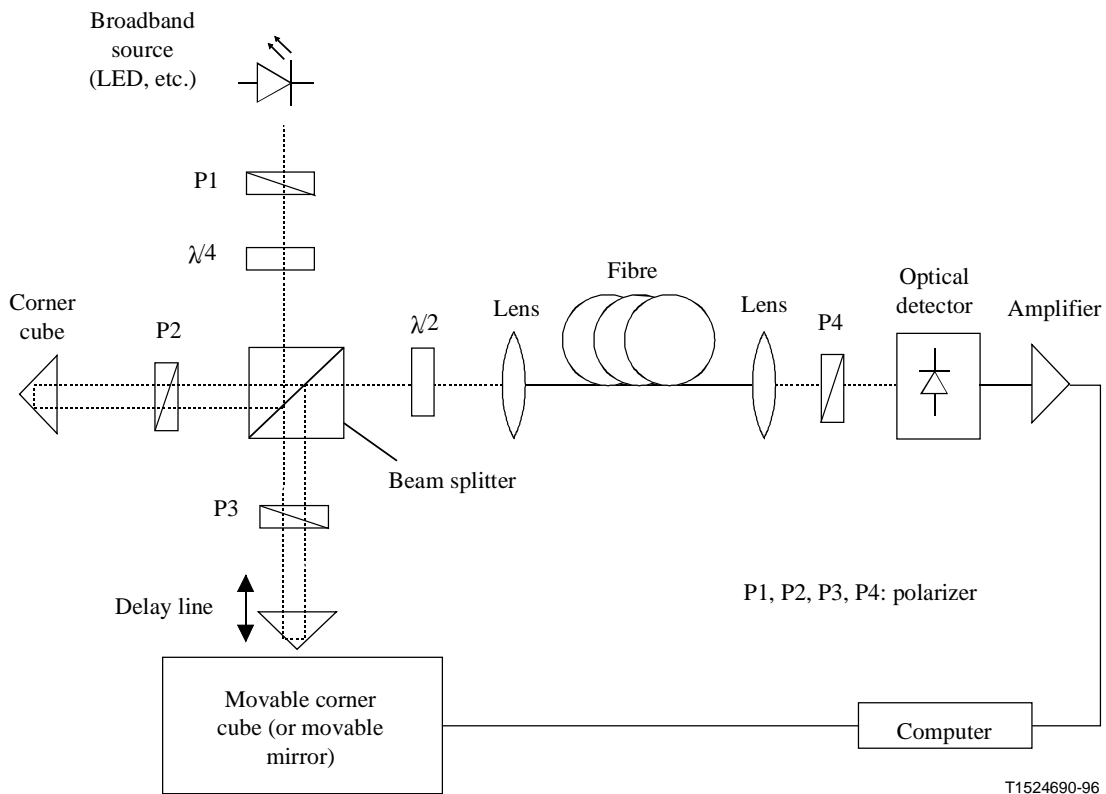 Broadband
source
(LED, etc.)
P1
λ/4
Corner
cube
P2
λ/2
Lens
Fibre
Lens
P4
Optical
detector
Amplifier
Beam splitter
P3
Delay line
P1, P2, P3, P4: polarizer
Movable corner
cube (or movable
mirror)
Computer
T1524690-96